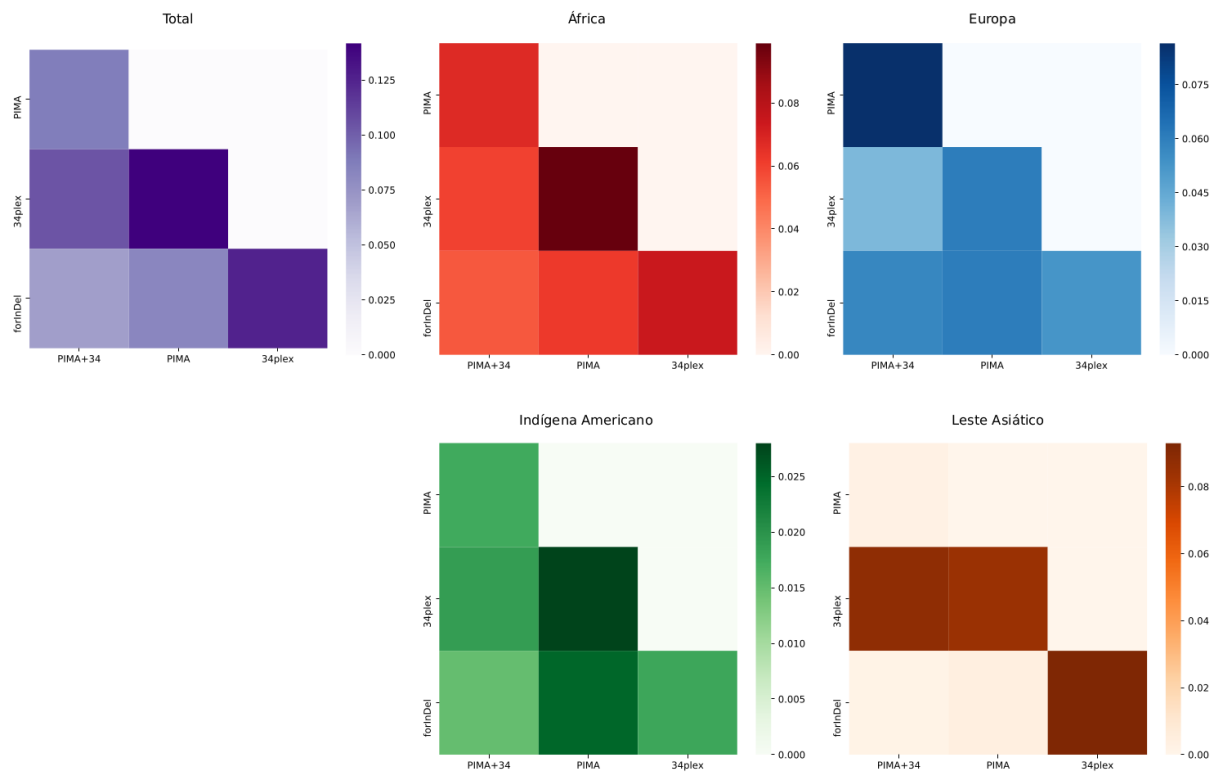 Total
PIMA
34plex
forInDel
PIMA+34
PIMA
34plex
0.125
0.100
0.075
0.050
0.025
0.000
África
PIMA
34plex
forInDel
PIMA+34
PIMA
34plex
0.08
0.06
0.04
0.02
0.00
Europa
PIMA
34plex
forInDel
PIMA+34
PIMA
34plex
0.075
0.060
0.045
0.030
0.015
0.000
Indígena Americano
PIMA
34plex
forInDel
PIMA+34
PIMA
34plex
0.025
0.020
0.015
0.010
0.005
0.000
Leste Asiático
PIMA
34plex
forInDel
PIMA+34
PIMA
34plex
0.08
0.06
0.04
0.02
0.00